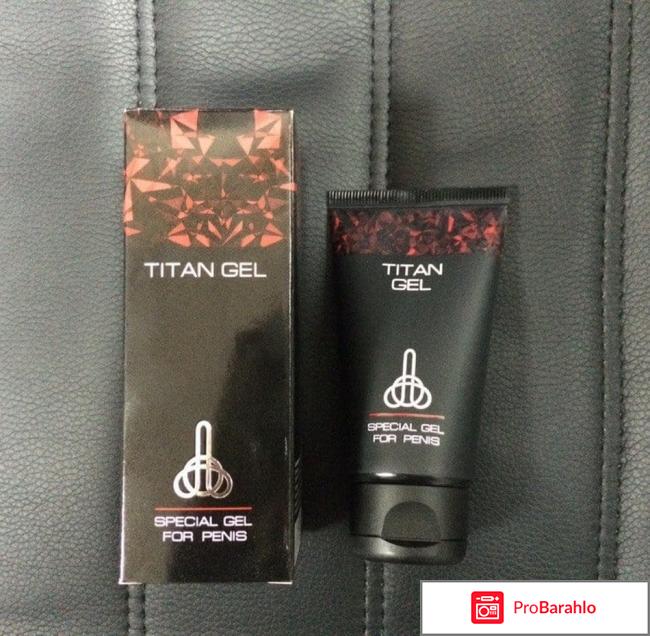 TITAN GEL
SPECIAL GEL
FOR PENIS
TITAN
GEL
SPECIAL GEL
FOR PENIS
ProBarahlo